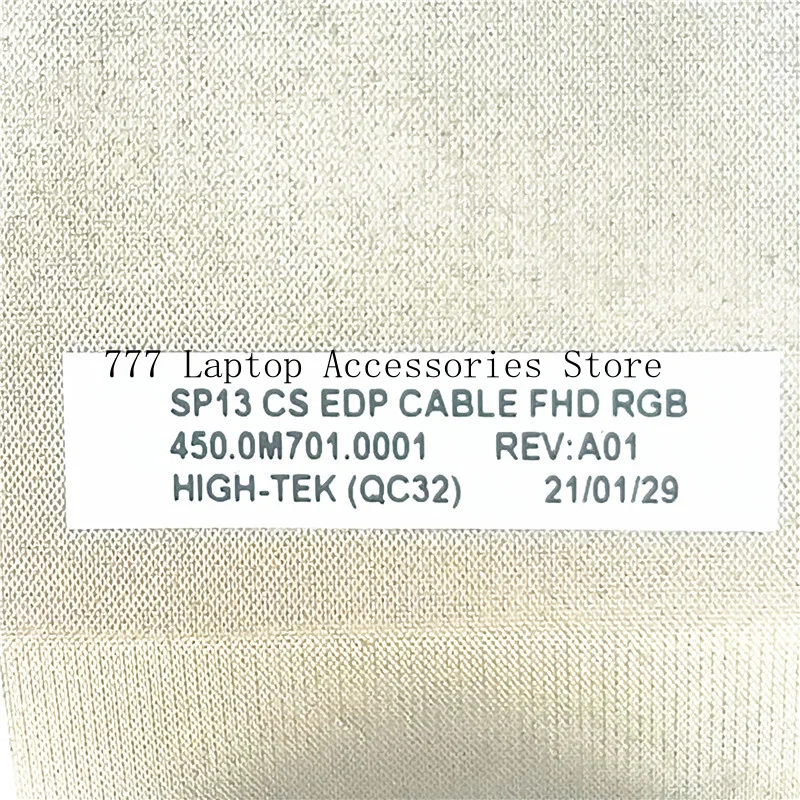 777 Laptop Accessories Store
SP13 CS EDP CABLE FHD RGB
450.0M701.0001 REV:A01
HIGH-TEK (QC32) 21/01/29